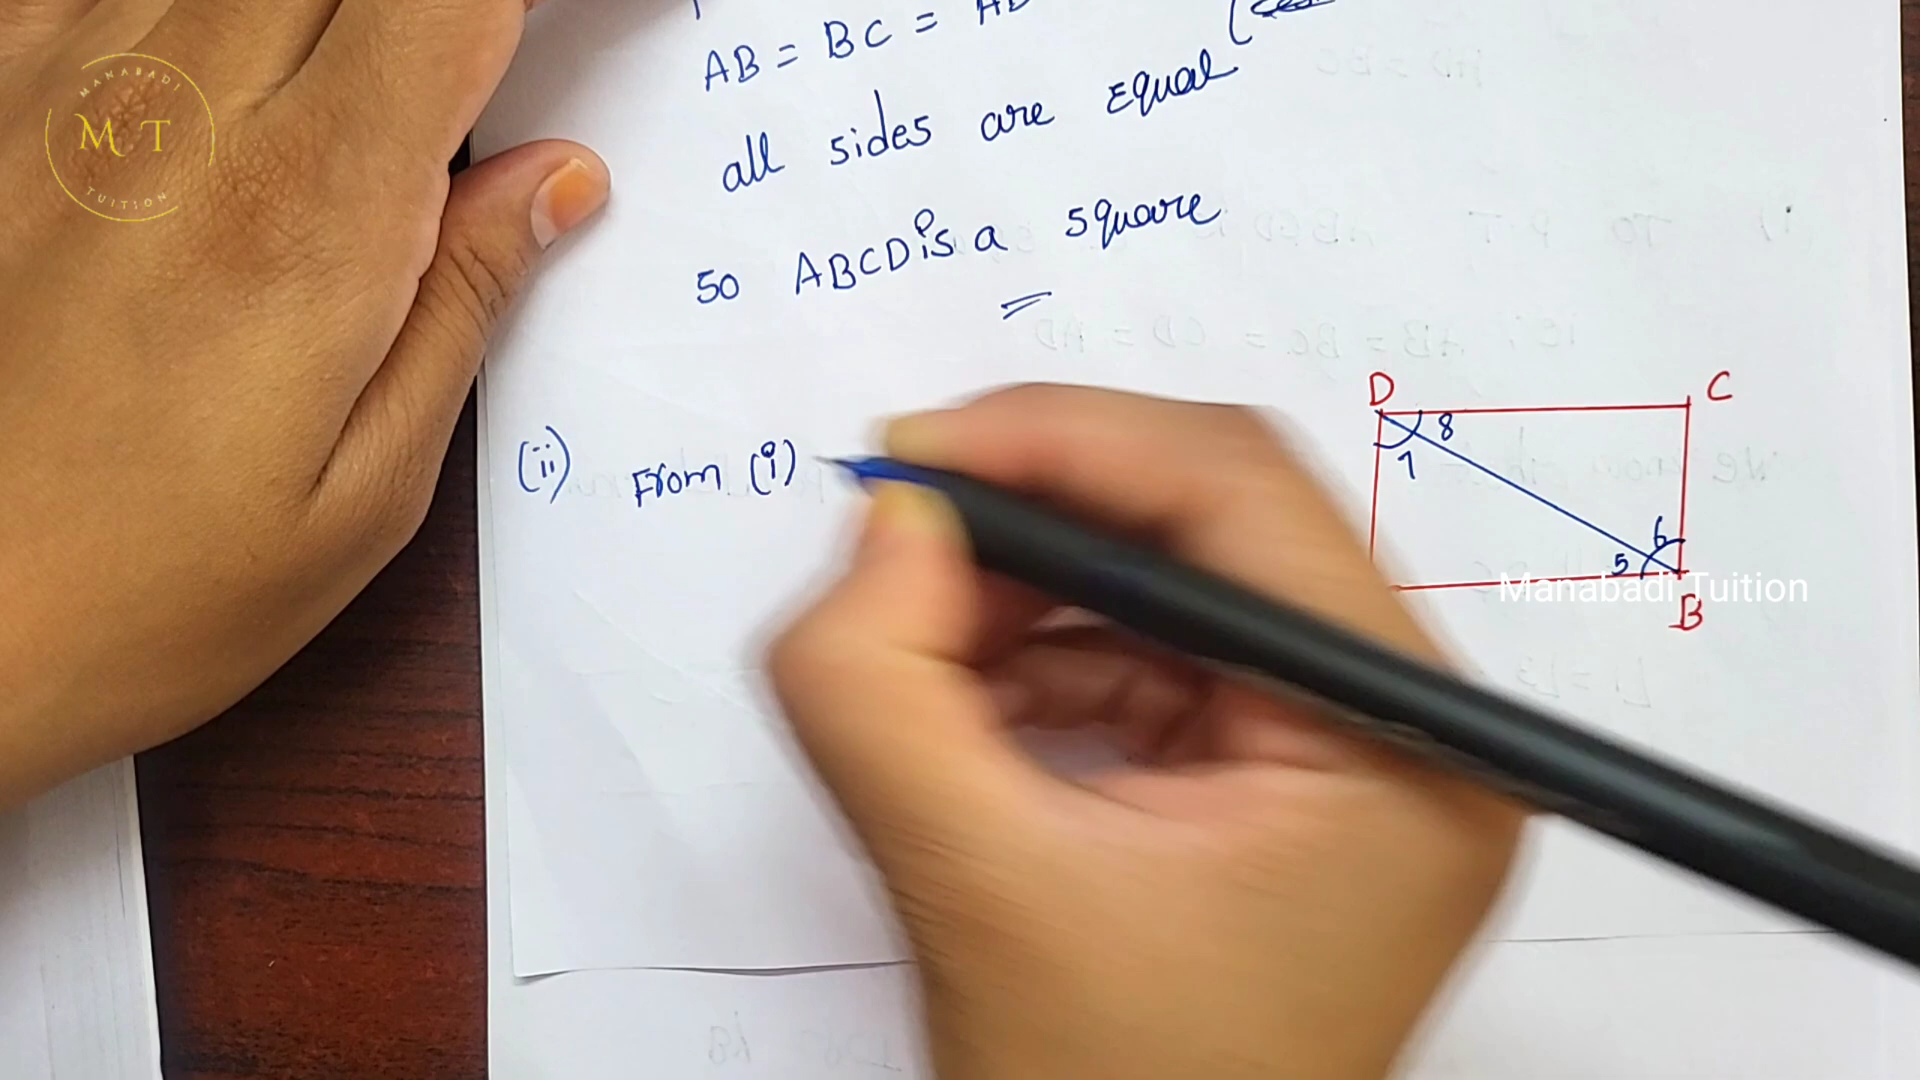 MANABADI
M T
TUITION
AB = BC = AD
all sides are equal
so ABCD is a square
(ii) From (i)
D C
8
7
6
5
B
Manabadi Tuition